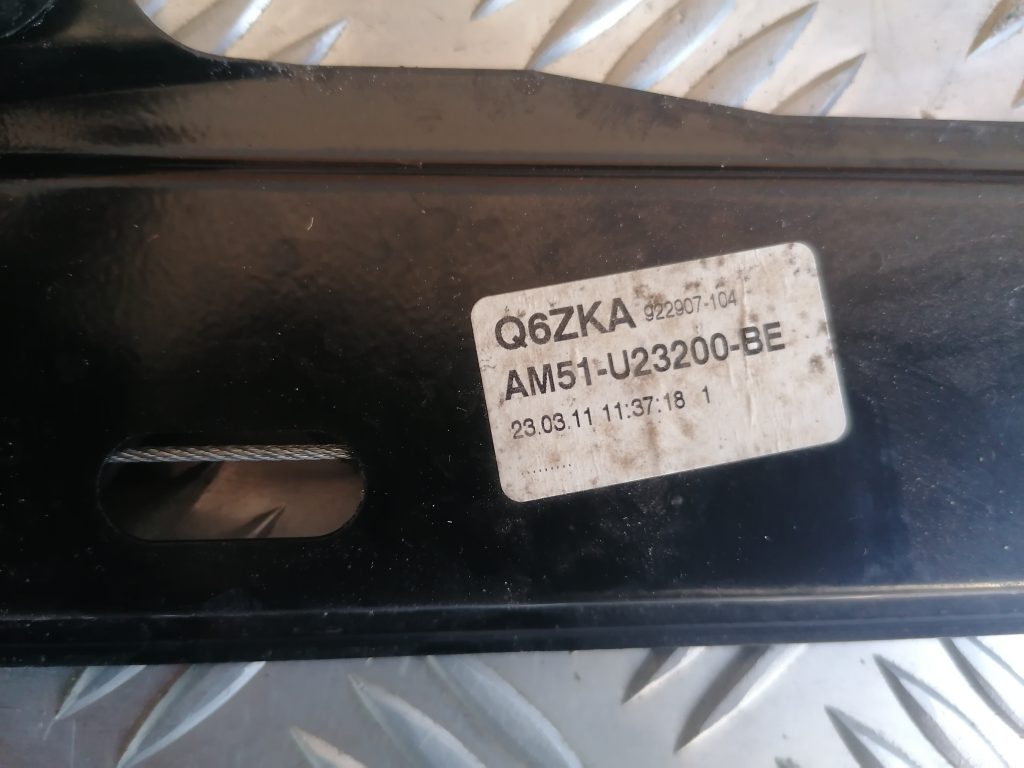 Q6ZKA 922907-104
AM51-U23200-BE
23.03.11 11:37:18 1
..........